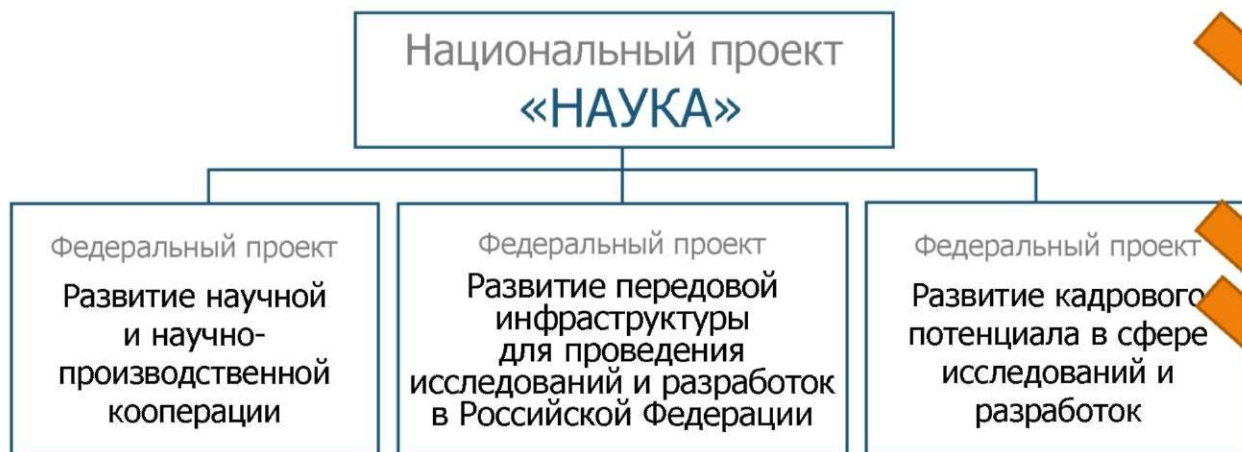 Национальный проект
«НАУКА»
Федеральный проект
Развитие научной
и научно-
производственной
кооперации
Федеральный проект
Развитие передовой
инфраструктуры
для проведения
исследований и разработок
в Российской Федерации
Федеральный проект
Развитие кадрового
потенциала в сфере
исследований и
разработок